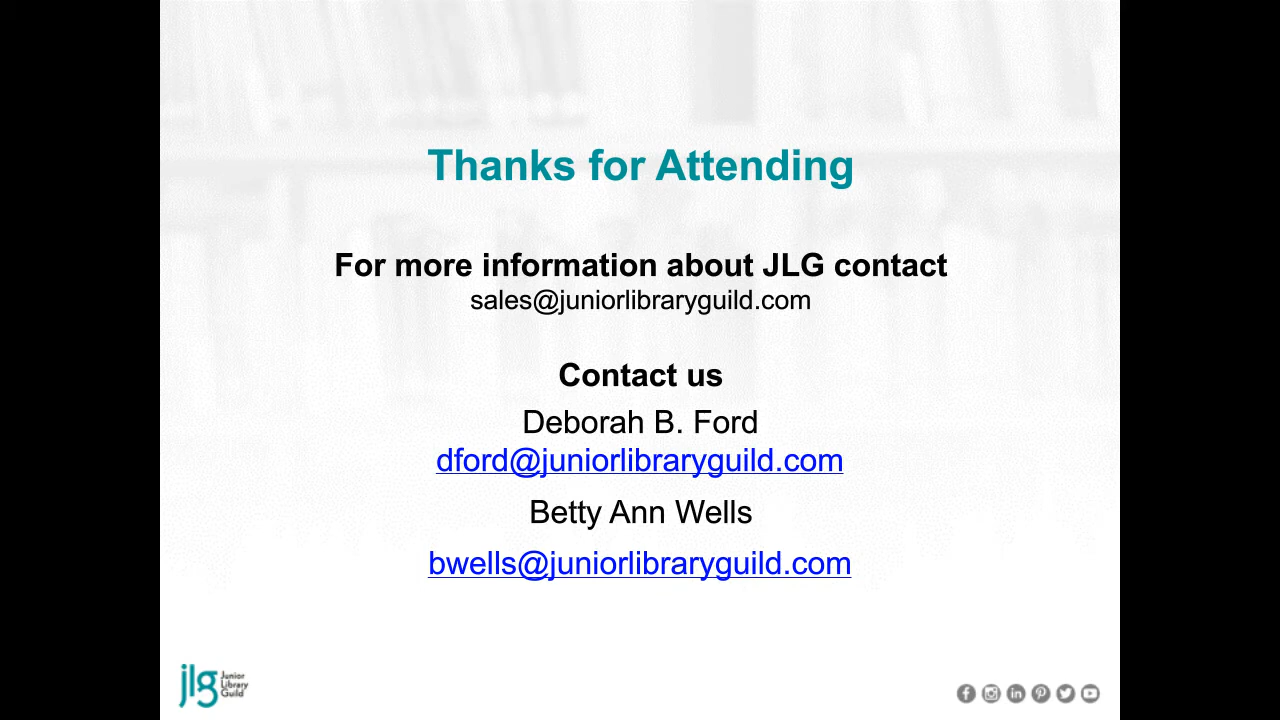 Thanks for Attending
For more information about JLG contact
sales@juniorlibraryguild.com
Contact us
Deborah B. Ford
dford@juniorlibraryguild.com
Betty Ann Wells
bwells@juniorlibraryguild.com
jlg
Junior
Library
Guild